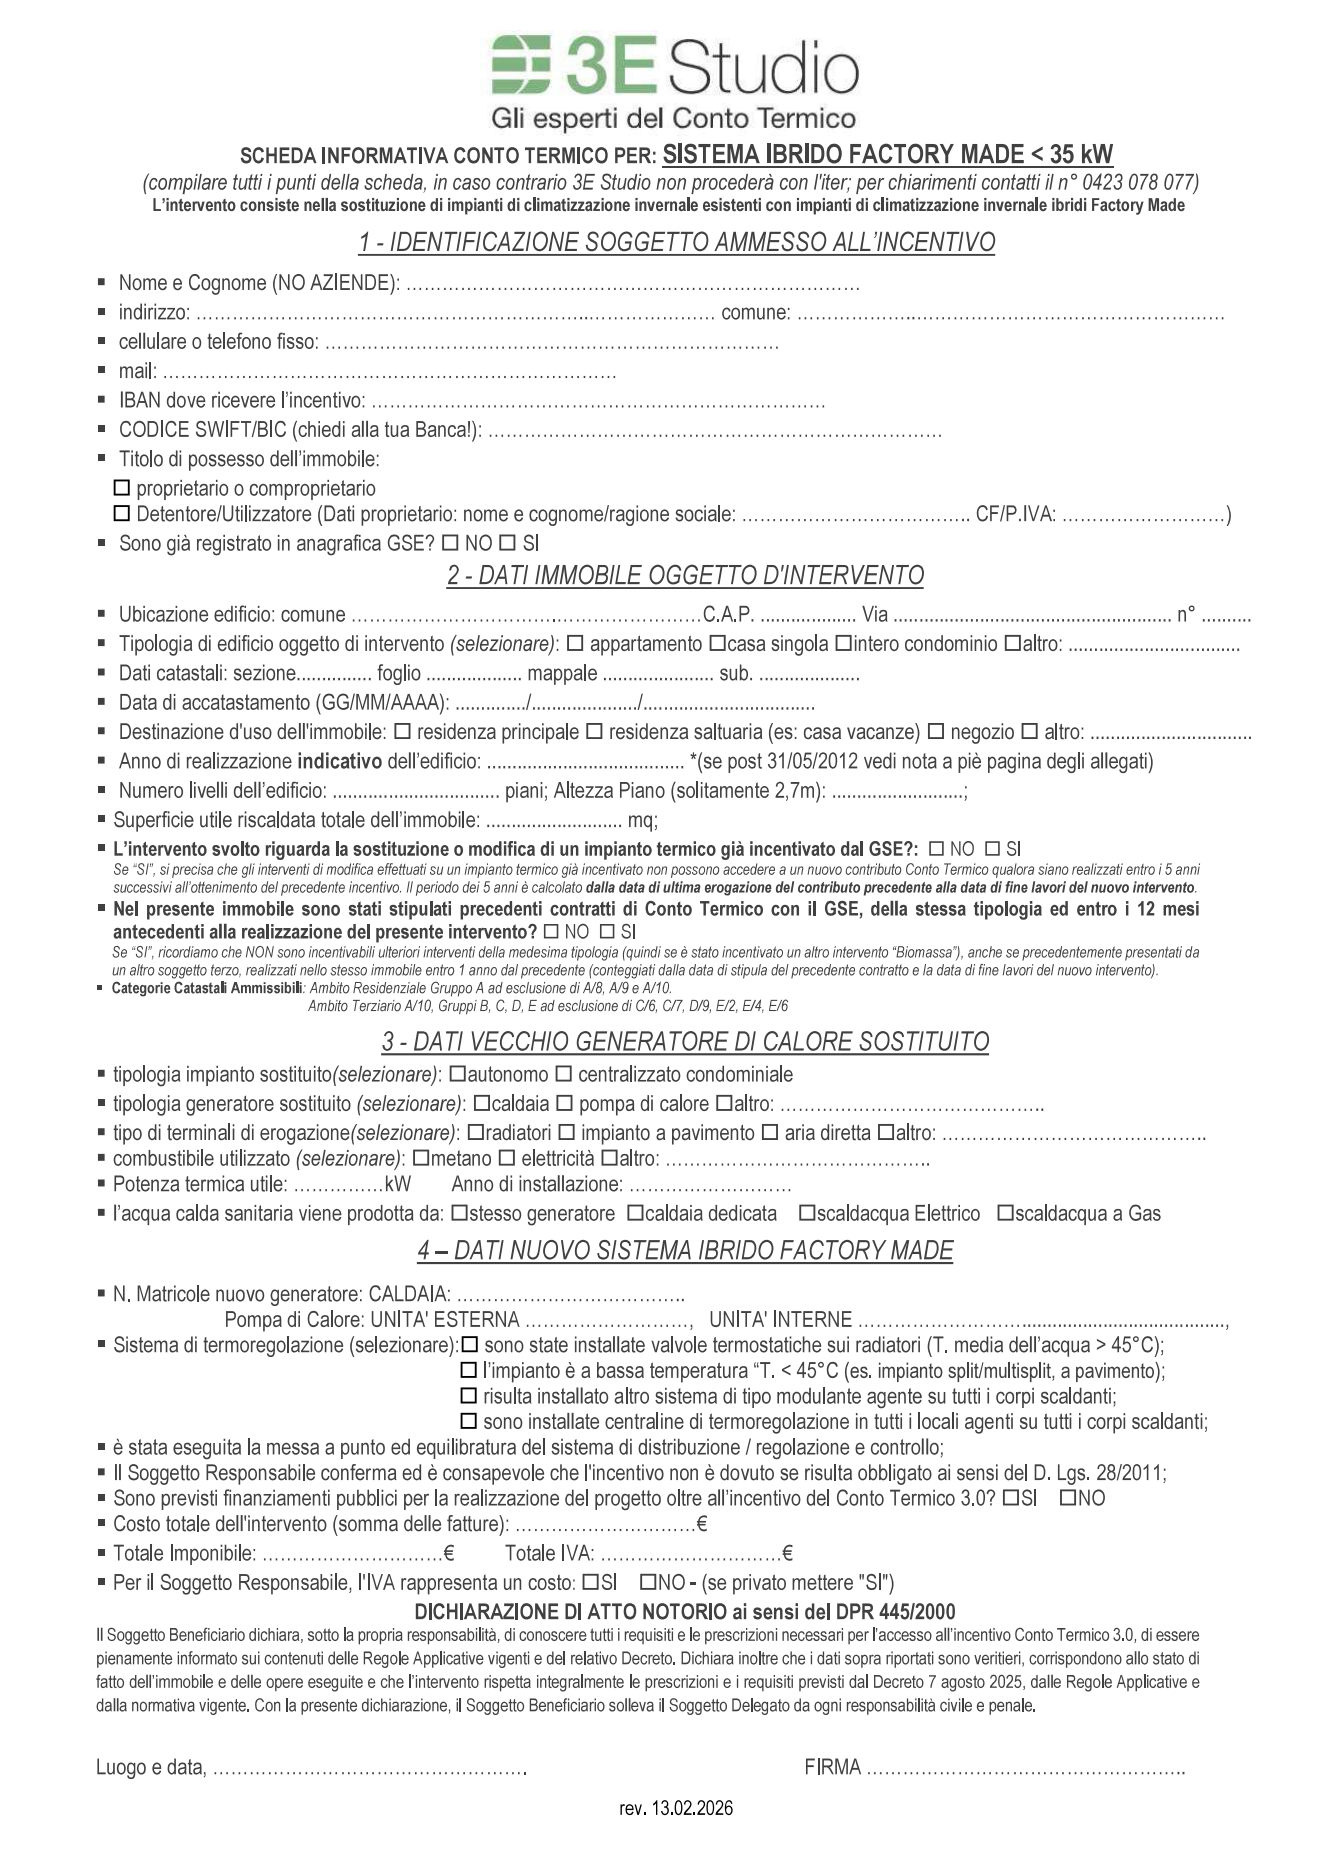 3E Studio
Gli esperti del Conto Termico
SCHEDA INFORMATIVA CONTO TERMICO PER: SISTEMA IBRIDO FACTORY MADE < 35 kW
(compilare tutti i punti della scheda, in caso contrario 3E Studio non procederà con l'iter; per chiarimenti contatti il n° 0423 078 077)
L'intervento consiste nella sostituzione di impianti di climatizzazione invernale esistenti con impianti di climatizzazione invernale ibridi Factory Made
1 - IDENTIFICAZIONE SOGGETTO AMMESSO ALL'INCENTIVO
▪ Nome e Cognome (NO AZIENDE): …………………………………………………………………
▪ indirizzo: ………………………………………………………..………………… comune: ………………..……………………………………………
▪ cellulare o telefono fisso: …………………………………………………………………
▪ mail: …………………………………………………………………
▪ IBAN dove ricevere l'incentivo: …………………………………………………………………
▪ CODICE SWIFT/BIC (chiedi alla tua Banca!): …………………………………………………………………
▪ Titolo di possesso dell'immobile:
☐ proprietario o comproprietario
☐ Detentore/Utilizzatore (Dati proprietario: nome e cognome/ragione sociale: ……………………………….. CF/P.IVA: ………………………)
▪ Sono già registrato in anagrafica GSE? ☐ NO ☐ SI
2 - DATI IMMOBILE OGGETTO D'INTERVENTO
▪ Ubicazione edificio: comune …………………………….……………………C.A.P. ................... Via ....................................................... n° ..........
▪ Tipologia di edificio oggetto di intervento (selezionare): ☐ appartamento ☐casa singola ☐intero condominio ☐altro: ..................................
▪ Dati catastali: sezione............... foglio ................... mappale ...................... sub. ....................
▪ Data di accatastamento (GG/MM/AAAA): ............../...................../..................................
▪ Destinazione d'uso dell'immobile: ☐ residenza principale ☐ residenza saltuaria (es: casa vacanze) ☐ negozio ☐ altro: ................................
▪ Anno di realizzazione indicativo dell'edificio: ....................................... *(se post 31/05/2012 vedi nota a piè pagina degli allegati)
▪ Numero livelli dell'edificio: ................................. piani; Altezza Piano (solitamente 2,7m): ..........................;
▪ Superficie utile riscaldata totale dell'immobile: ........................... mq;
▪ L'intervento svolto riguarda la sostituzione o modifica di un impianto termico già incentivato dal GSE?: ☐ NO ☐ SI
Se "SI", si precisa che gli interventi di modifica effettuati su un impianto termico già incentivato non possono accedere a un nuovo contributo Conto Termico qualora siano realizzati entro i 5 anni
successivi all'ottenimento del precedente incentivo. Il periodo dei 5 anni è calcolato dalla data di ultima erogazione del contributo precedente alla data di fine lavori del nuovo intervento.
▪ Nel presente immobile sono stati stipulati precedenti contratti di Conto Termico con il GSE, della stessa tipologia ed entro i 12 mesi
antecedenti alla realizzazione del presente intervento? ☐ NO ☐ SI
Se "SI", ricordiamo che NON sono incentivabili ulteriori interventi della medesima tipologia (quindi se è stato incentivato un altro intervento "Biomassa"), anche se precedentemente presentati da
un altro soggetto terzo, realizzati nello stesso immobile entro 1 anno dal precedente (conteggiati dalla data di stipula del precedente contratto e la data di fine lavori del nuovo intervento).
▪ Categorie Catastali Ammissibili: Ambito Residenziale Gruppo A ad esclusione di A/8, A/9 e A/10.
Ambito Terziario A/10, Gruppi B, C, D, E ad esclusione di C/6, C/7, D/9, E/2, E/4, E/6
3 - DATI VECCHIO GENERATORE DI CALORE SOSTITUITO
▪ tipologia impianto sostituito(selezionare): ☐autonomo ☐ centralizzato condominiale
▪ tipologia generatore sostituito (selezionare): ☐caldaia ☐ pompa di calore ☐altro: ……………………………………..
▪ tipo di terminali di erogazione(selezionare): ☐radiatori ☐ impianto a pavimento ☐ aria diretta ☐altro: ……………………………………..
▪ combustibile utilizzato (selezionare): ☐metano ☐ elettricità ☐altro: ……………………………………..
▪ Potenza termica utile: ……………kW Anno di installazione: ………………………
▪ l'acqua calda sanitaria viene prodotta da: ☐stesso generatore ☐caldaia dedicata ☐scaldacqua Elettrico ☐scaldacqua a Gas
4 – DATI NUOVO SISTEMA IBRIDO FACTORY MADE
▪ N. Matricole nuovo generatore: CALDAIA: ………………………………..
Pompa di Calore: UNITA' ESTERNA ………………………, UNITA' INTERNE ………………………........................................,
▪ Sistema di termoregolazione (selezionare):☐ sono state installate valvole termostatiche sui radiatori (T. media dell'acqua > 45°C);
☐ l'impianto è a bassa temperatura "T. < 45°C (es. impianto split/multisplit, a pavimento);
☐ risulta installato altro sistema di tipo modulante agente su tutti i corpi scaldanti;
☐ sono installate centraline di termoregolazione in tutti i locali agenti su tutti i corpi scaldanti;
▪ è stata eseguita la messa a punto ed equilibratura del sistema di distribuzione / regolazione e controllo;
▪ Il Soggetto Responsabile conferma ed è consapevole che l'incentivo non è dovuto se risulta obbligato ai sensi del D. Lgs. 28/2011;
▪ Sono previsti finanziamenti pubblici per la realizzazione del progetto oltre all'incentivo del Conto Termico 3.0? ☐SI ☐NO
▪ Costo totale dell'intervento (somma delle fatture): …………………………€
▪ Totale Imponibile: …………………………€ Totale IVA: …………………………€
▪ Per il Soggetto Responsabile, l'IVA rappresenta un costo: ☐SI ☐NO - (se privato mettere "SI")
DICHIARAZIONE DI ATTO NOTORIO ai sensi del DPR 445/2000
Il Soggetto Beneficiario dichiara, sotto la propria responsabilità, di conoscere tutti i requisiti e le prescrizioni necessari per l'accesso all'incentivo Conto Termico 3.0, di essere
pienamente informato sui contenuti delle Regole Applicative vigenti e del relativo Decreto. Dichiara inoltre che i dati sopra riportati sono veritieri, corrispondono allo stato di
fatto dell'immobile e delle opere eseguite e che l'intervento rispetta integralmente le prescrizioni e i requisiti previsti dal Decreto 7 agosto 2025, dalle Regole Applicative e
dalla normativa vigente. Con la presente dichiarazione, il Soggetto Beneficiario solleva il Soggetto Delegato da ogni responsabilità civile e penale.
Luogo e data, ……………………………………………. FIRMA ……………………………………………..
rev. 13.02.2026